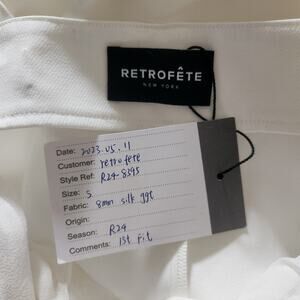 RETROFÊTE
NEW YORK
Date: 2023.05.11
Customer: retrofete
Style Ref: R24-8395
Size: S
Fabric: 8mm silk ggt
Origin:
Season: R24
Comments: 1st Fit